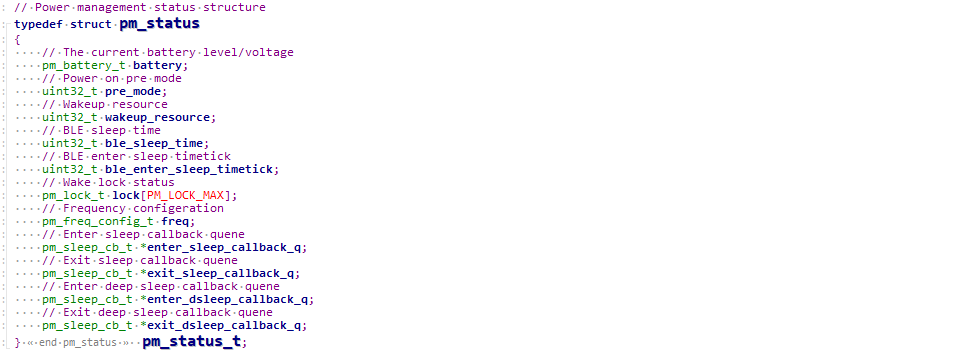 // Power management status structure
typedef struct pm_status
{
    // The current battery level/voltage
    pm_battery_t battery;
    // Power on pre mode
    uint32_t pre_mode;
    // Wakeup resource
    uint32_t wakeup_resource;
    // BLE sleep time
    uint32_t ble_sleep_time;
    // BLE enter sleep timetick
    uint32_t ble_enter_sleep_timetick;
    // Wake lock status
    pm_lock_t lock[PM_LOCK_MAX];
    // Frequency configeration
    pm_freq_config_t freq;
    // Enter sleep callback quene
    pm_sleep_cb_t *enter_sleep_callback_q;
    // Exit sleep callback quene
    pm_sleep_cb_t *exit_sleep_callback_q;
    // Enter deep sleep callback quene
    pm_sleep_cb_t *enter_dsleep_callback_q;
    // Exit deep sleep callback quene
    pm_sleep_cb_t *exit_dsleep_callback_q;
} « end pm_status » pm_status_t;